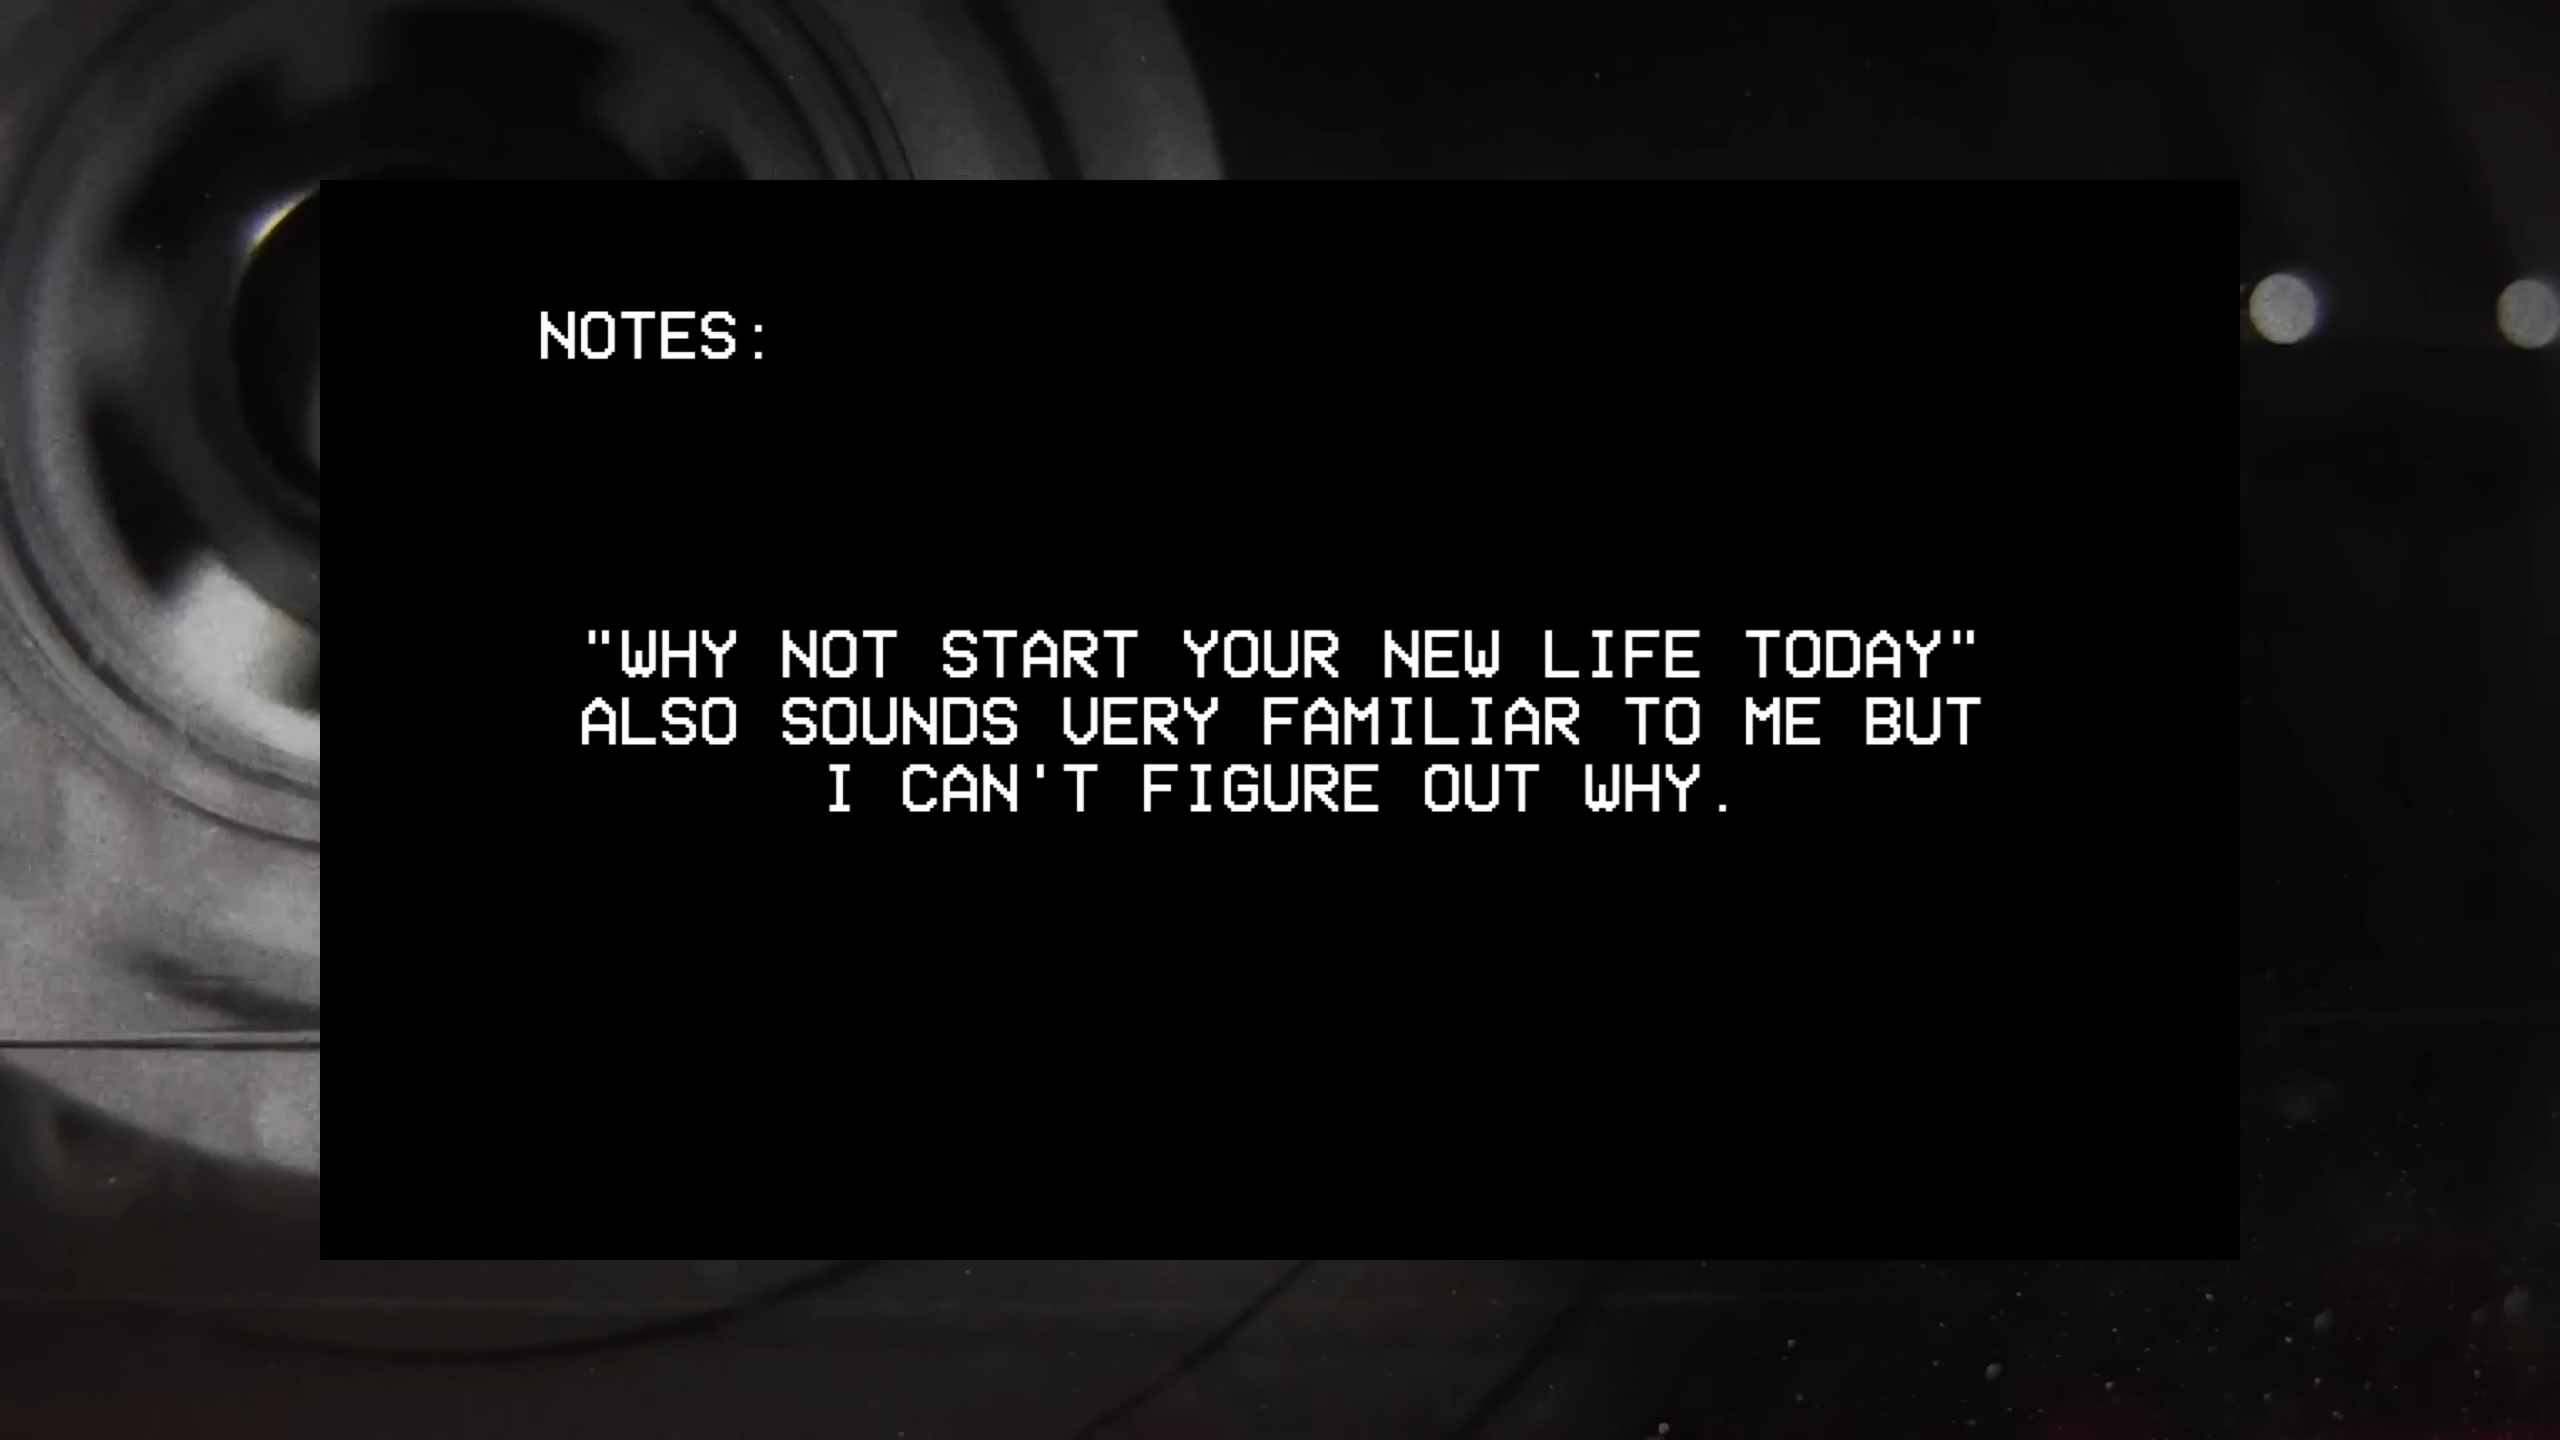 NOTES:
"WHY NOT START YOUR NEW LIFE TODAY"
ALSO SOUNDS VERY FAMILIAR TO ME BUT
I CAN'T FIGURE OUT WHY.